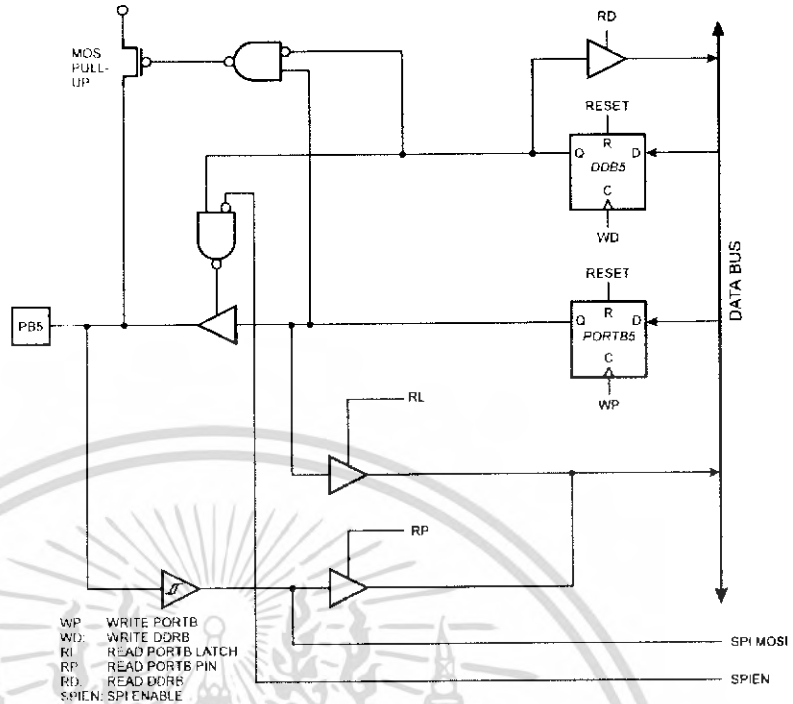 RD
MOS
PULL-
UP
RESET
R
Q
D
DDB5
C
WD
RESET
R
Q
D
PORTB5
C
WP
DATA BUS
PB5
RL
RP
WP WRITE PORTB
WD: WRITE DDRB
RL READ PORTB LATCH
RP READ PORTB PIN
RD: READ DDRB
SPIEN: SPI ENABLE
SPI MOSI
SPIEN